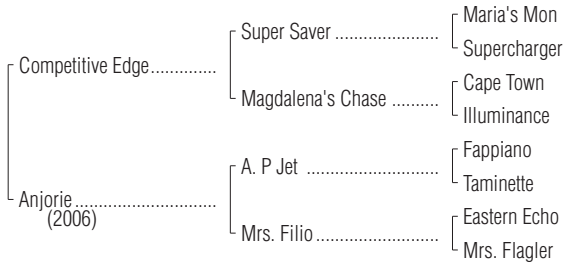 Maria's Mon
Super Saver ....................
Supercharger
Competitive Edge.............
Cape Town
Magdalena's Chase .........
Illuminance
Fappiano
A. P Jet .........................
Taminette
Anjorie ...........................
(2006)
Eastern Echo
Mrs. Filio........................
Mrs. Flagler